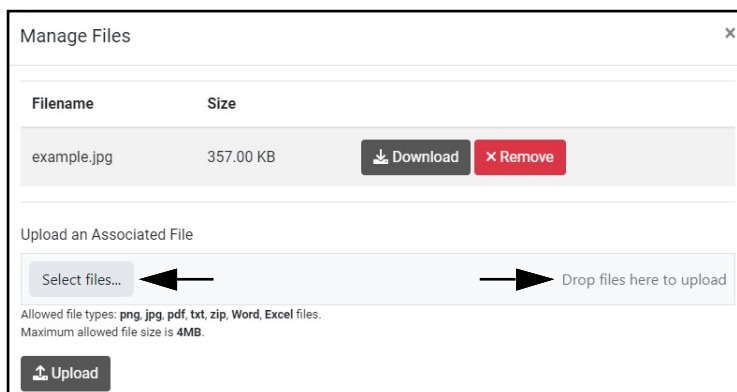 Manage Files ×
Filename Size
example.jpg 357.00 KB Download × Remove
Upload an Associated File
Select files... Drop files here to upload
Allowed file types: png, jpg, pdf, txt, zip, Word, Excel files.
Maximum allowed file size is 4MB.
Upload